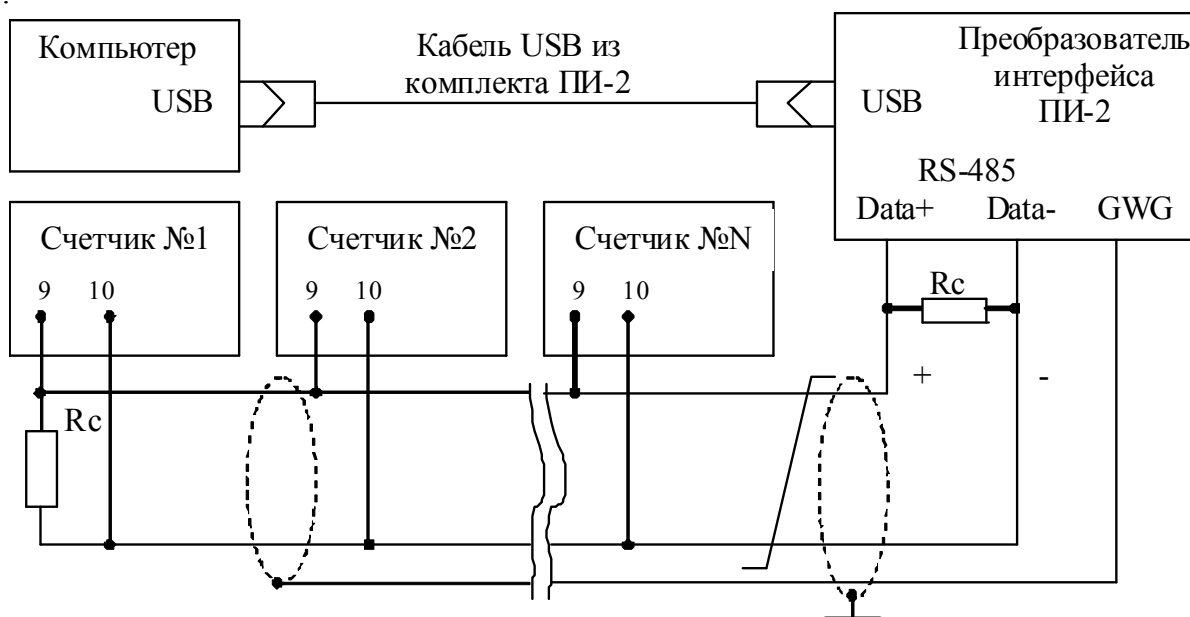 Компьютер
USB
Кабель USB из
комплекта ПИ-2
Преобразователь
интерфейса
ПИ-2
USB
RS-485
Data+ Data- GWG
Счетчик №1
9 10
Счетчик №2
9 10
Счетчик №N
9 10
Rc
+ -
Rc